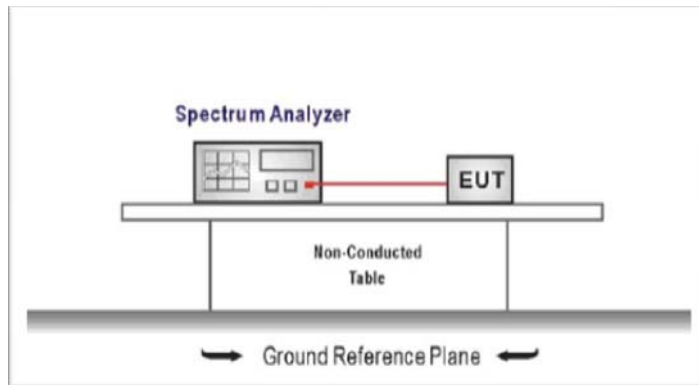 Spectrum Analyzer
EUT
Non-Conducted
Table
Ground Reference Plane